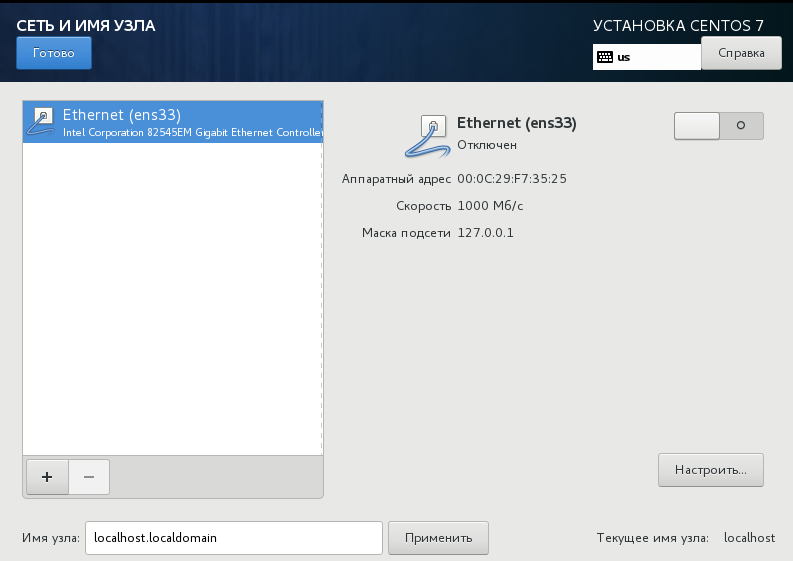 СЕТЬ И ИМЯ УЗЛА
Готово
УСТАНОВКА CENTOS 7
us
Справка
Ethernet (ens33)
Intel Corporation 82545EM Gigabit Ethernet Controlle
Ethernet (ens33)
Отключен
Аппаратный адрес 00:0C:29:F7:35:25
Скорость 1000 Мб/с
Маска подсети 127.0.0.1
+ −
Настроить...
Имя узла: localhost.localdomain Применить Текущее имя узла: localhost